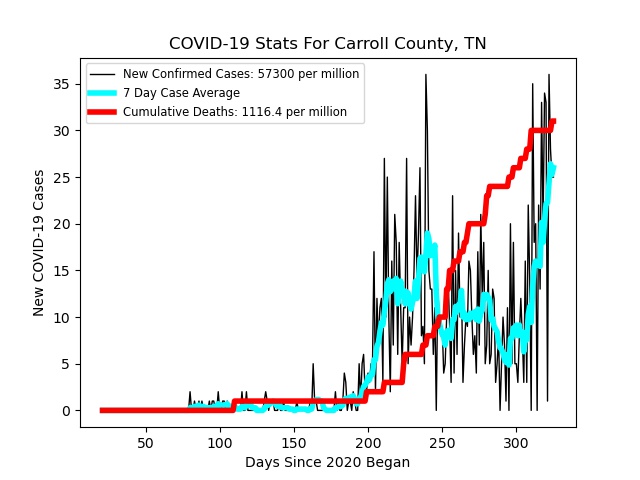 COVID-19 Stats For Carroll County, TN
New Confirmed Cases: 57300 per million
7 Day Case Average
Cumulative Deaths: 1116.4 per million
New COVID-19 Cases
35
30
25
20
15
10
5
0
50 100 150 200 250 300
Days Since 2020 Began